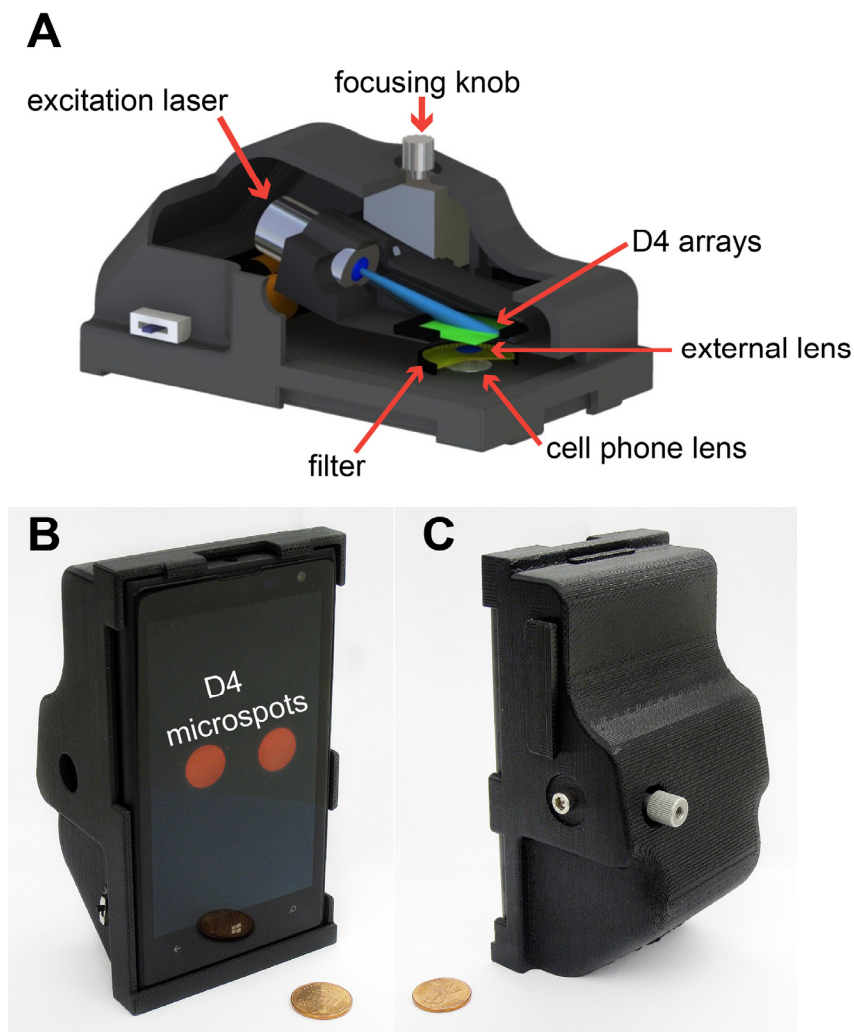 A
focusing knob
excitation laser
D4 arrays
external lens
cell phone lens
filter
B
C
D4
microspots